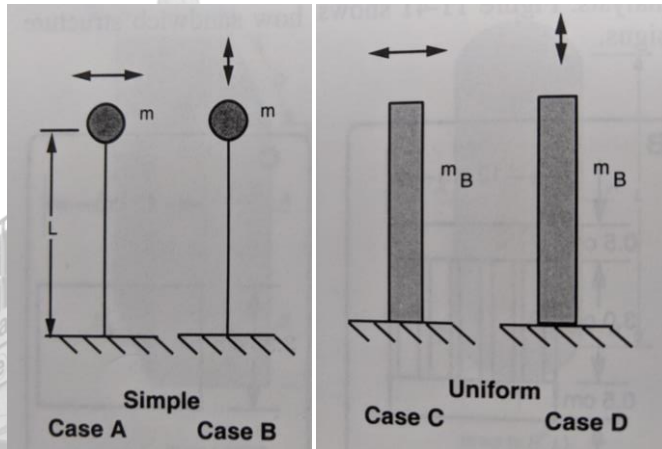 m
m
L
Simple
Case A
Case B
m B
m B
Uniform
Case C
Case D